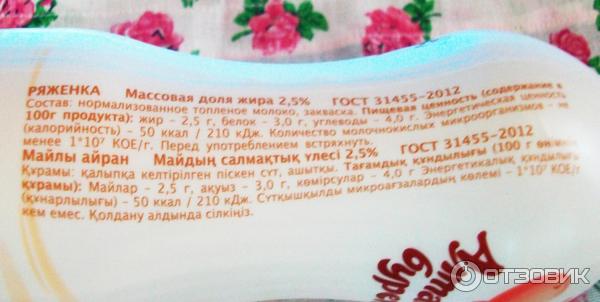 РЯЖЕНКА Массовая доля жира 2,5% ГОСТ 31455-2012
Состав: нормализованное топленое молоко, закваска. Пищевая ценность (содержание в
100г продукта): жир - 2,5 г, белок - 3,0 г, углеводы - 4,0 г. Энергетическая ценность
(калорийность) - 50 ккал / 210 кДж. Количество молочнокислых микроорганизмов - не
менее 1*10⁷ КОЕ/г. Перед употреблением встряхнуть.
Майлы айран Майдың салмақтық үлесі 2,5% ГОСТ 31455-2012
Құрамы: қалыпқа келтірілген піскен сүт, ашытқы. Тағамдық құндылығы (100 г өнімнің
құрамы): Майлар - 2,5 г, ақуыз - 3,0 г, көмірсулар - 4,0 г Энергетикалық құндылығы
(құнарлылығы) - 50 ккал / 210 кДж. Сүтқышқылды микроағзалардың көлемі - 1*10⁷ КОЕ/г
кем емес. Қолдану алдында сілкіңіз.
ОТЗОВИК